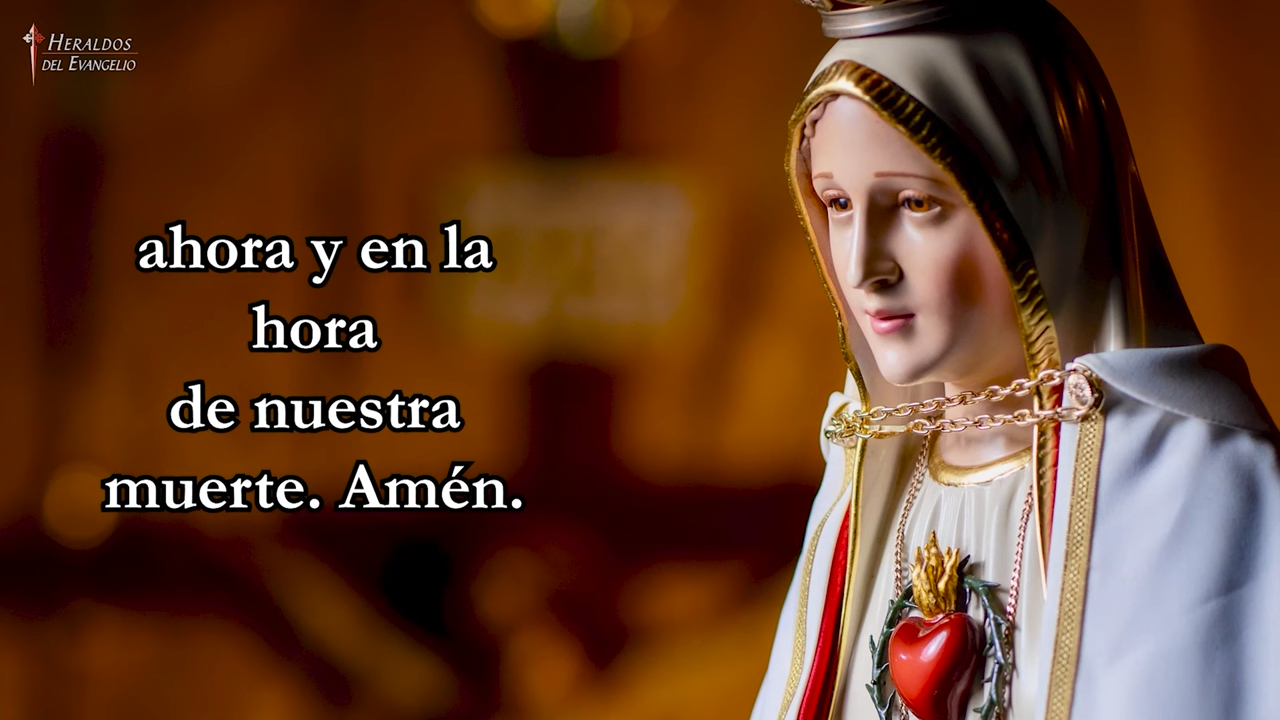 Heraldos
del Evangelio
ahora y en la
hora
de nuestra
muerte. Amén.